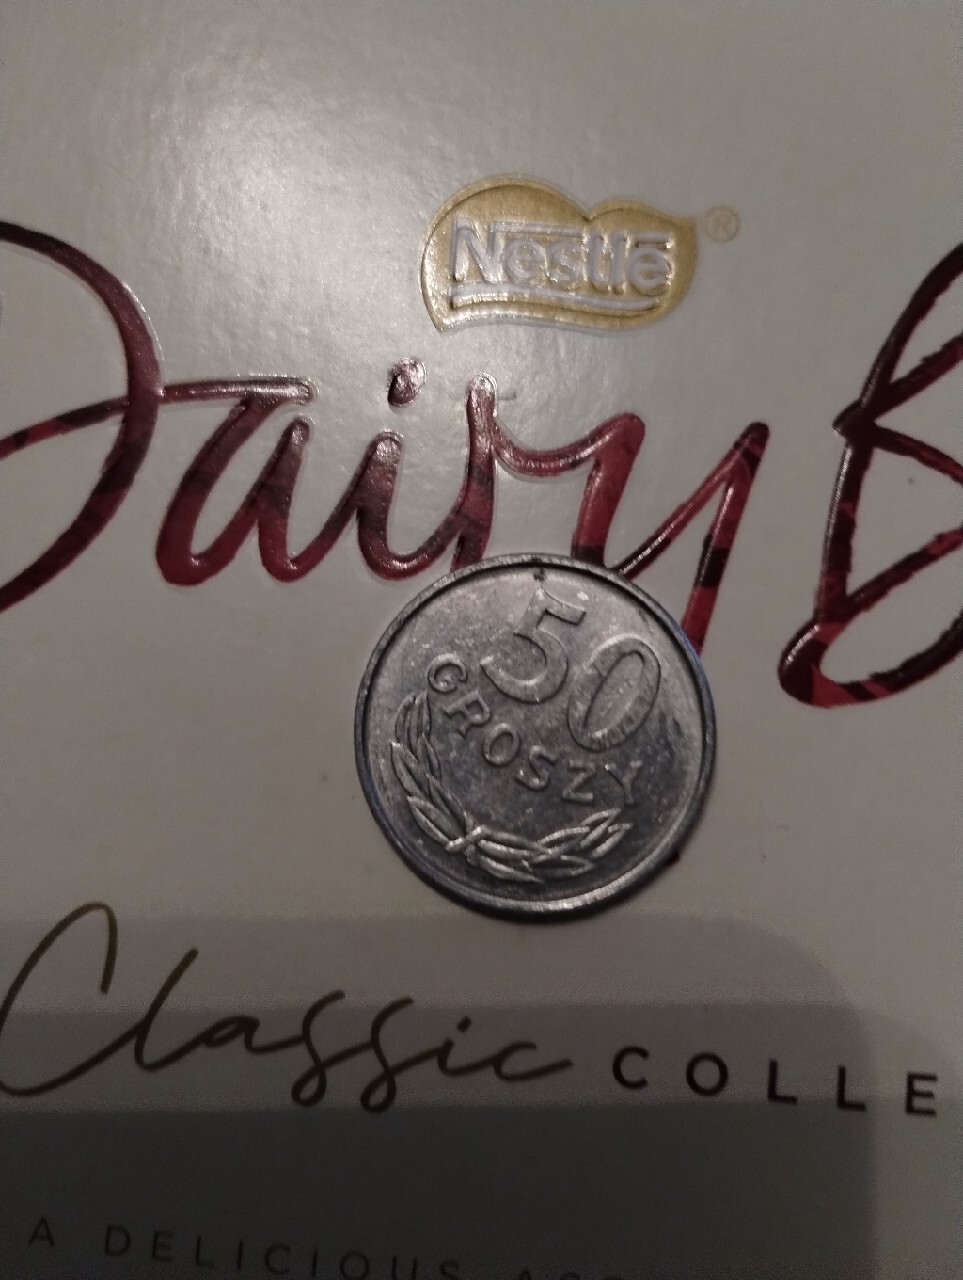 Nestlé ®
Dairy B
50
GROSZY
Classic COLLE
A DELICIOUS